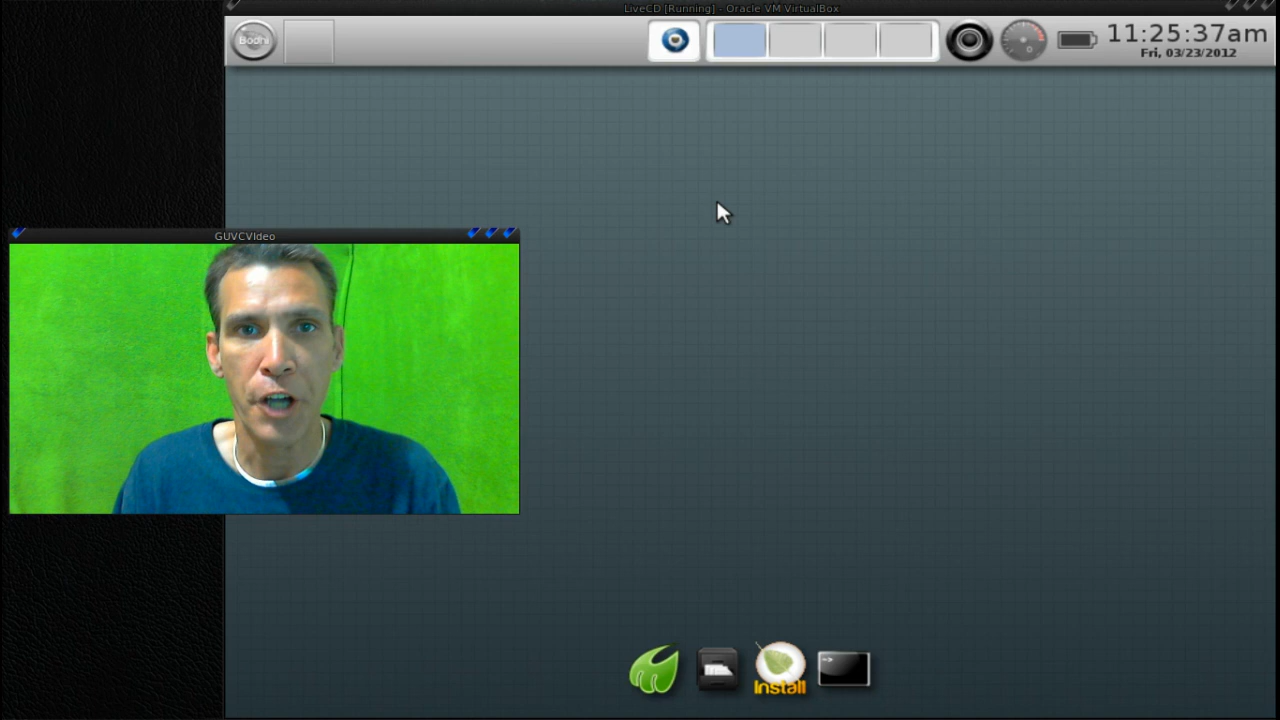 LiveCD [Running] - Oracle VM VirtualBox
Bodhi
11:25:37am
Fri, 03/23/2012
GUVCVideo
Install